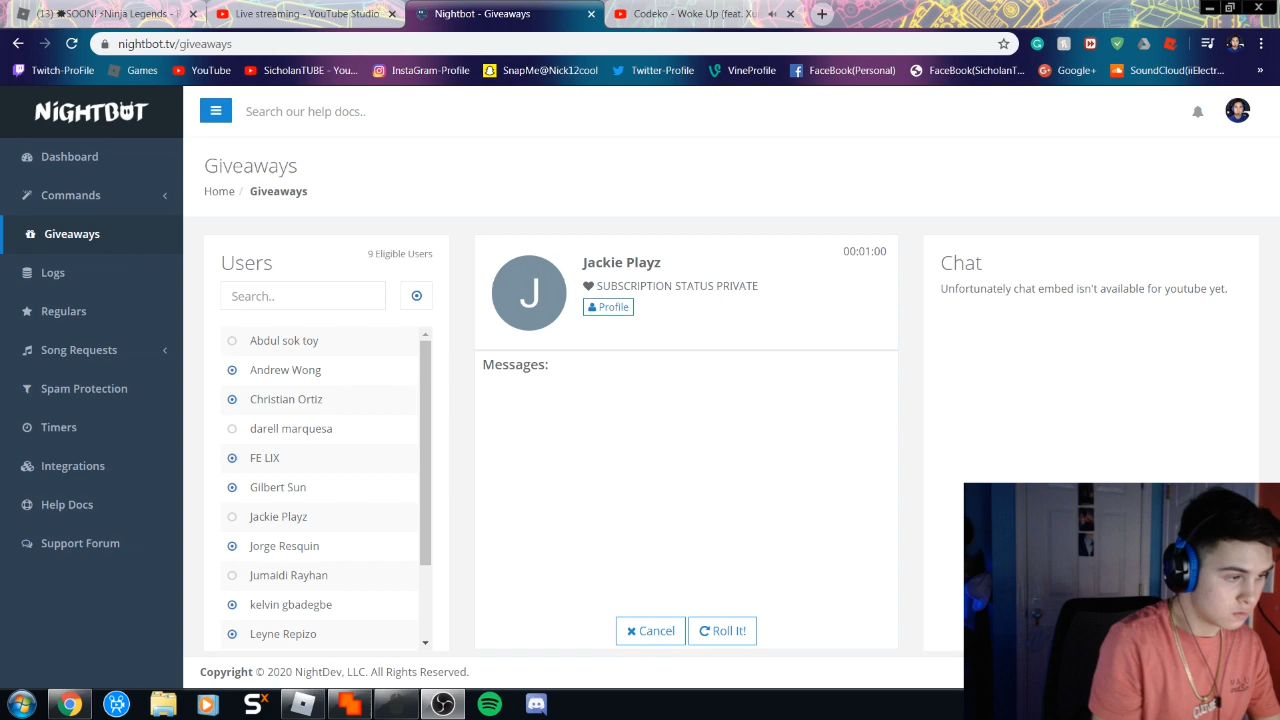 (13) ✸SOON! ⚡Ninja Legends - R
Live streaming - YouTube Studio
Nightbot - Giveaways
Codeko - Woke Up (feat. Xu
nightbot.tv/giveaways
Twitch-ProFile
Games
YouTube
SicholanTUBE - You...
InstaGram-Profile
SnapMe@Nick12cool
Twitter-Profile
VineProfile
FaceBook(Personal)
FaceBook(SicholanT...
Google+
SoundCloud(iiElectr...
NIGHTBOT
Search our help docs..
Giveaways
Home / Giveaways
Dashboard
Commands
Giveaways
Logs
Regulars
Song Requests
Spam Protection
Timers
Integrations
Help Docs
Support Forum
Users
9 Eligible Users
Search..
Abdul sok toy
Andrew Wong
Christian Ortiz
darell marquesa
FE LIX
Gilbert Sun
Jackie Playz
Jorge Resquin
Jumaidi Rayhan
kelvin gbadegbe
Leyne Repizo
J
Jackie Playz
00:01:00
SUBSCRIPTION STATUS PRIVATE
Profile
Messages:
Cancel
Roll It!
Chat
Unfortunately chat embed isn't available for youtube yet.
Copyright © 2020 NightDev, LLC. All Rights Reserved.